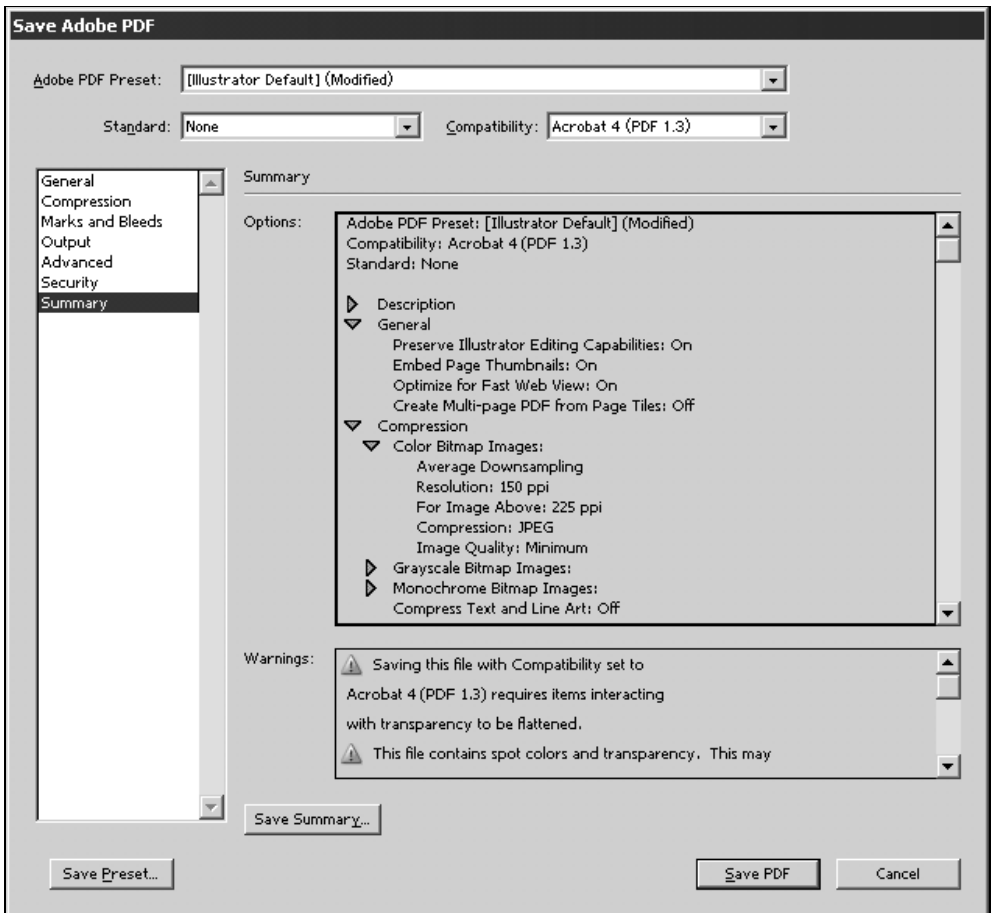 Save Adobe PDF
Adobe PDF Preset: [Illustrator Default] (Modified)
Standard: None Compatibility: Acrobat 4 (PDF 1.3)
General
Compression
Marks and Bleeds
Output
Advanced
Security
Summary
Summary
Options:
Adobe PDF Preset: [Illustrator Default] (Modified)
Compatibility: Acrobat 4 (PDF 1.3)
Standard: None
Description
General
Preserve Illustrator Editing Capabilities: On
Embed Page Thumbnails: On
Optimize for Fast Web View: On
Create Multi-page PDF from Page Tiles: Off
Compression
Color Bitmap Images:
Average Downsampling
Resolution: 150 ppi
For Image Above: 225 ppi
Compression: JPEG
Image Quality: Minimum
Grayscale Bitmap Images:
Monochrome Bitmap Images:
Compress Text and Line Art: Off
Warnings:
Saving this file with Compatibility set to
Acrobat 4 (PDF 1.3) requires items interacting
with transparency to be flattened.
This file contains spot colors and transparency. This may
Save Summary...
Save Preset... Save PDF Cancel